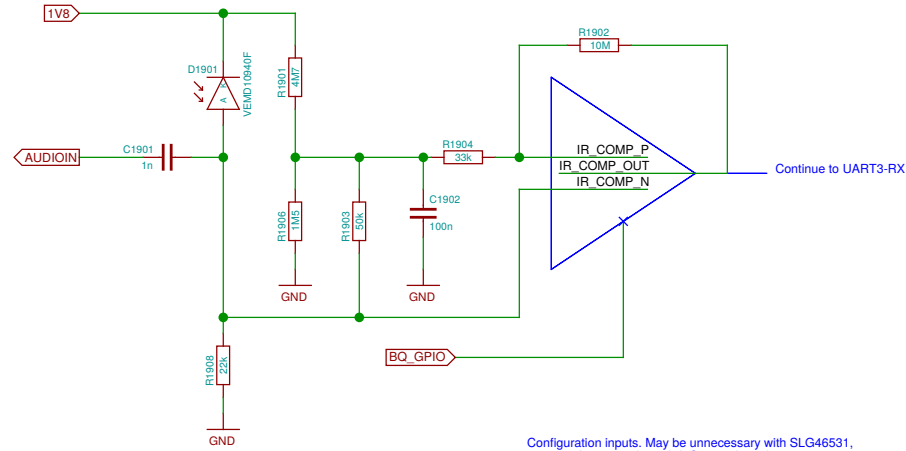 1V8
R1902
10M
D1901
K
A
VEMD10940F
R1901
4M7
AUDIOIN
C1901
1n
R1904
33k
IR_COMP_P
IR_COMP_OUT
IR_COMP_N
Continue to UART3-RX
R1906
1M5
R1903
50k
C1902
100n
GND
GND
BQ_GPIO
R1908
22k
GND
Configuration inputs. May be unnecessary with SLG46531,